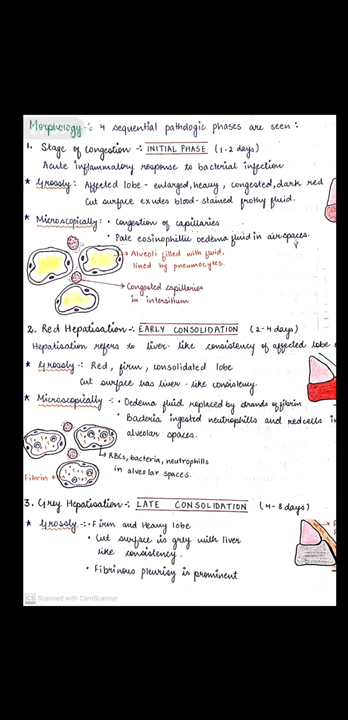 Morphology :- 4 sequential pathologic phases are seen :
1. Stage of Congestion -: INITIAL PHASE (1-2 days)
Acute inflammatory response to bacterial infection
* Grossly : Affected lobe - enlarged, heavy, congested, dark red
Cut surface exudes blood-stained frothy fluid.
* Microscopically : • Congestion of capillaries
• Pale eosinophillic oedema fluid in airspaces.
→ Alveoli filled with fluid,
lined by pneumocytes.
→ Congested capillaries
in intersitium
2. Red Hepatisation -: EARLY CONSOLIDATION (2-4 days)
Hepatisation refers to liver-like consistency of affected lobe
* Grossly -: Red, firm, consolidated lobe
Cut surface has liver-like consistency.
* Microscopically -: • Oedema fluid replaced by strands of fibrin
• Bacteria ingested neutrophills and red cells
alveolar spaces.
→ RBCs, bacteria, neutrophills
in alveolar spaces.
Fibrin ←
3. Grey Hepatisation -: LATE CONSOLIDATION (4-8 days)
* Grossly -: • Firm and Heavy lobe
• Cut surface is grey with liver
like consistency.
• Fibrinous pleurisy is prominent
CS Scanned with CamScanner